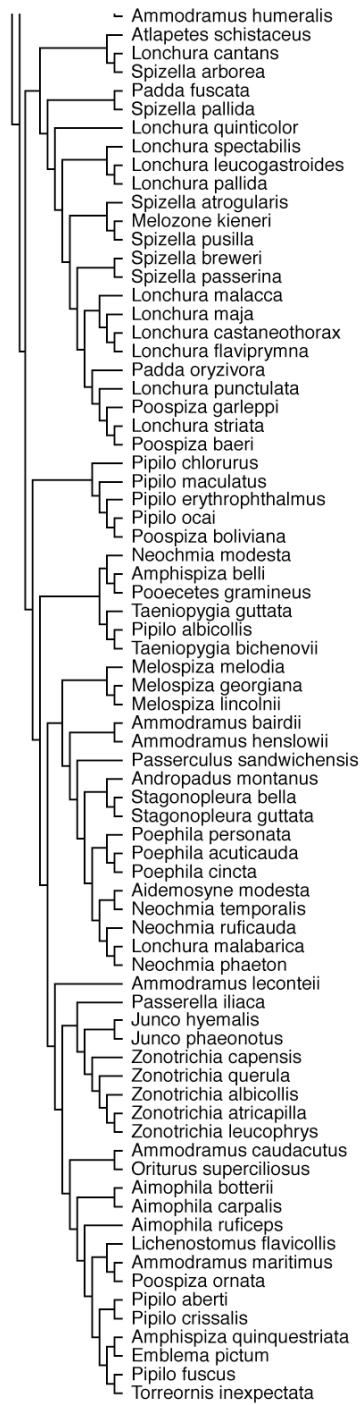 Ammodramus humeralis
Atlapetes schistaceus
Lonchura cantans
Spizella arborea
Padda fuscata
Spizella pallida
Lonchura quinticolor
Lonchura spectabilis
Lonchura leucogastroides
Lonchura pallida
Spizella atrogularis
Melozone kieneri
Spizella pusilla
Spizella breweri
Spizella passerina
Lonchura malacca
Lonchura maja
Lonchura castaneothorax
Lonchura flaviprymna
Padda oryzivora
Lonchura punctulata
Poospiza garleppi
Lonchura striata
Poospiza baeri
Pipilo chlorurus
Pipilo maculatus
Pipilo erythrophthalmus
Pipilo ocai
Poospiza boliviana
Neochmia modesta
Amphispiza belli
Pooecetes gramineus
Taeniopygia guttata
Pipilo albicollis
Taeniopygia bichenovii
Melospiza melodia
Melospiza georgiana
Melospiza lincolnii
Ammodramus bairdii
Ammodramus henslowii
Passerculus sandwichensis
Andropadus montanus
Stagonopleura bella
Stagonopleura guttata
Poephila personata
Poephila acuticauda
Poephila cincta
Aidemosyne modesta
Neochmia temporalis
Neochmia ruficauda
Lonchura malabarica
Neochmia phaeton
Ammodramus leconteii
Passerella iliaca
Junco hyemalis
Junco phaeonotus
Zonotrichia capensis
Zonotrichia querula
Zonotrichia albicollis
Zonotrichia atricapilla
Zonotrichia leucophrys
Ammodramus caudacutus
Oriturus superciliosus
Aimophila botterii
Aimophila carpalis
Aimophila ruficeps
Lichenostomus flavicollis
Ammodramus maritimus
Poospiza ornata
Pipilo aberti
Pipilo crissalis
Amphispiza quinquestriata
Emblema pictum
Pipilo fuscus
Torreornis inexpectata